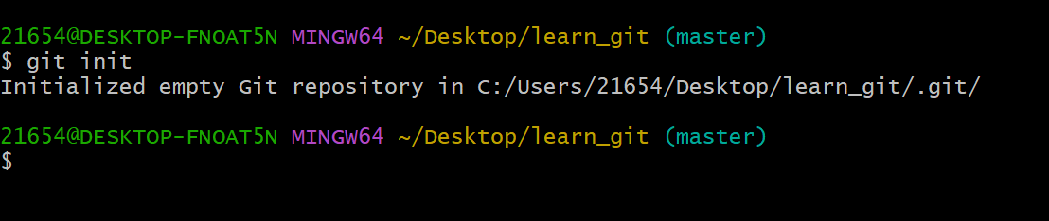 21654@DESKTOP-FNOAT5N MINGW64 ~/Desktop/learn_git (master)
$ git init
Initialized empty Git repository in C:/Users/21654/Desktop/learn_git/.git/
21654@DESKTOP-FNOAT5N MINGW64 ~/Desktop/learn_git (master)
$